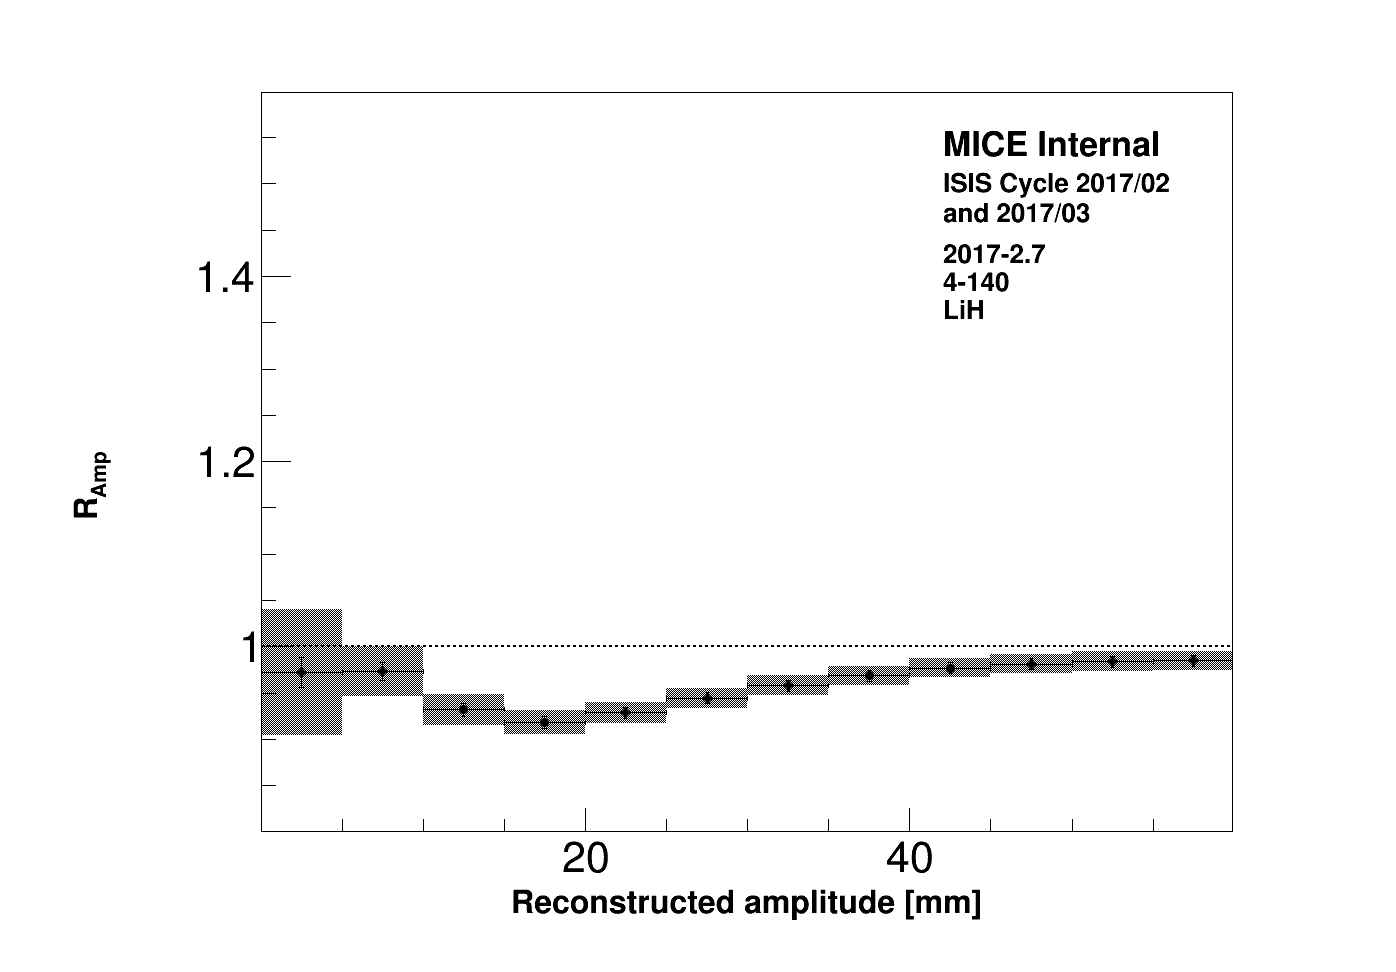 MICE Internal
ISIS Cycle 2017/02
and 2017/03
2017-2.7
4-140
LiH
1.4
1.2
1
R_Amp
20
40
Reconstructed amplitude [mm]